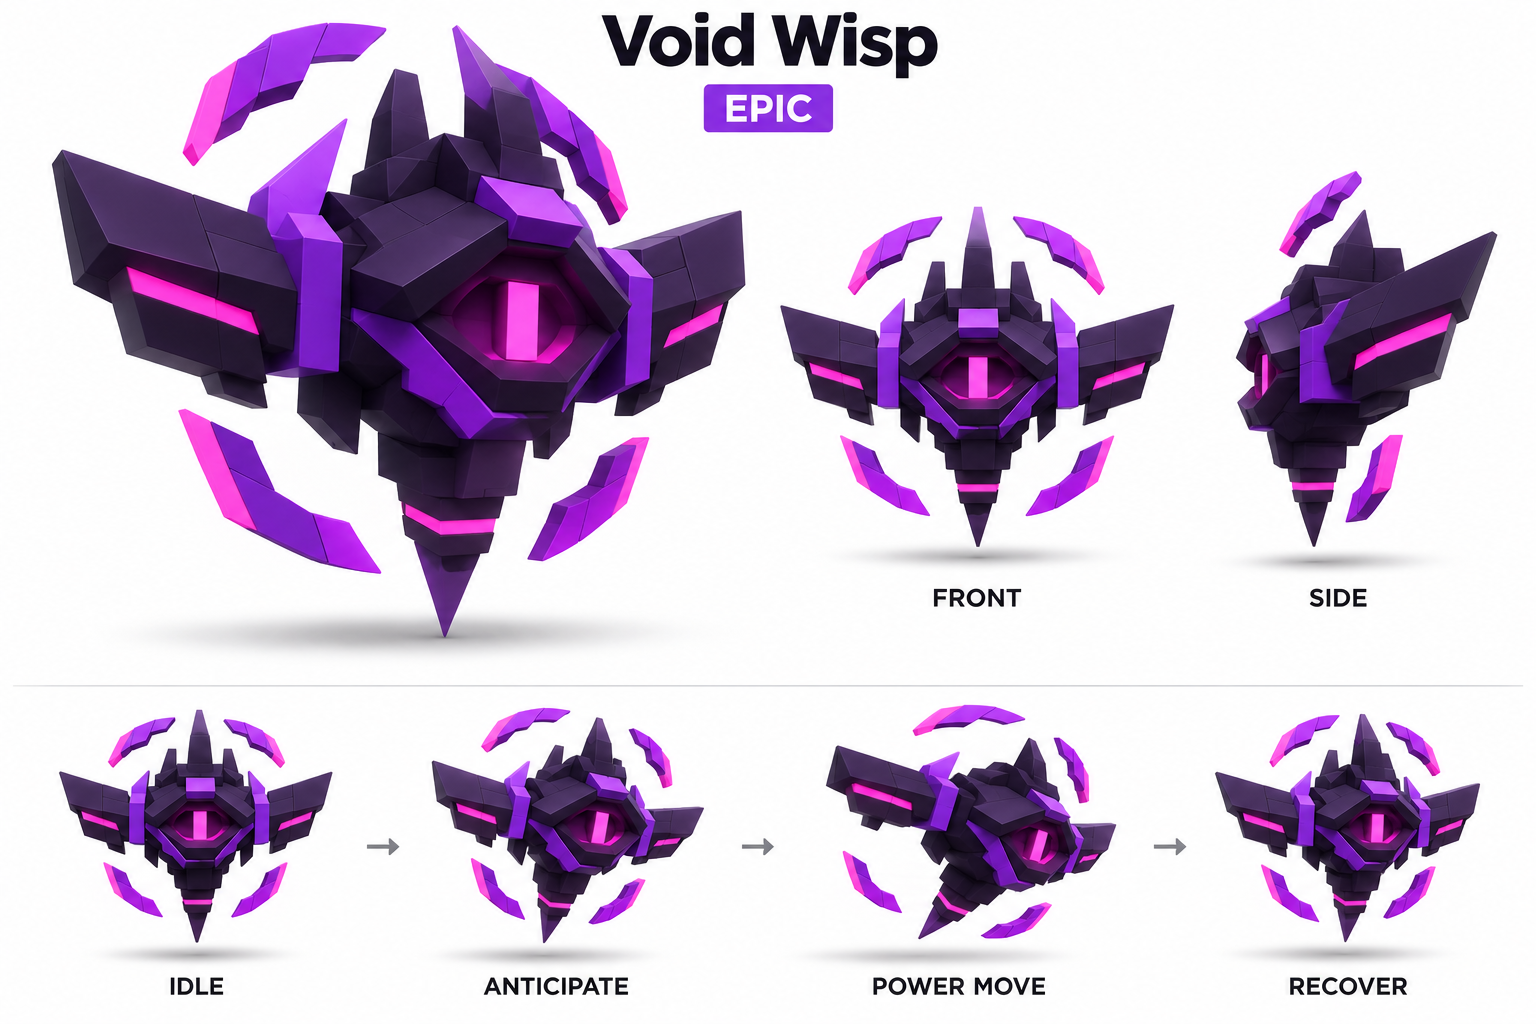 Void Wisp
EPIC
FRONT
SIDE
IDLE
ANTICIPATE
POWER MOVE
RECOVER